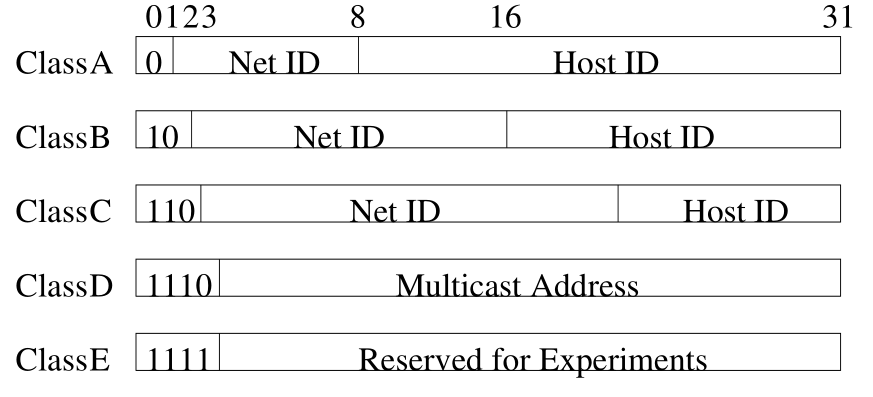 0123 8 16 31
ClassA 0 Net ID Host ID
ClassB 10 Net ID Host ID
ClassC 110 Net ID Host ID
ClassD 1110 Multicast Address
ClassE 1111 Reserved for Experiments